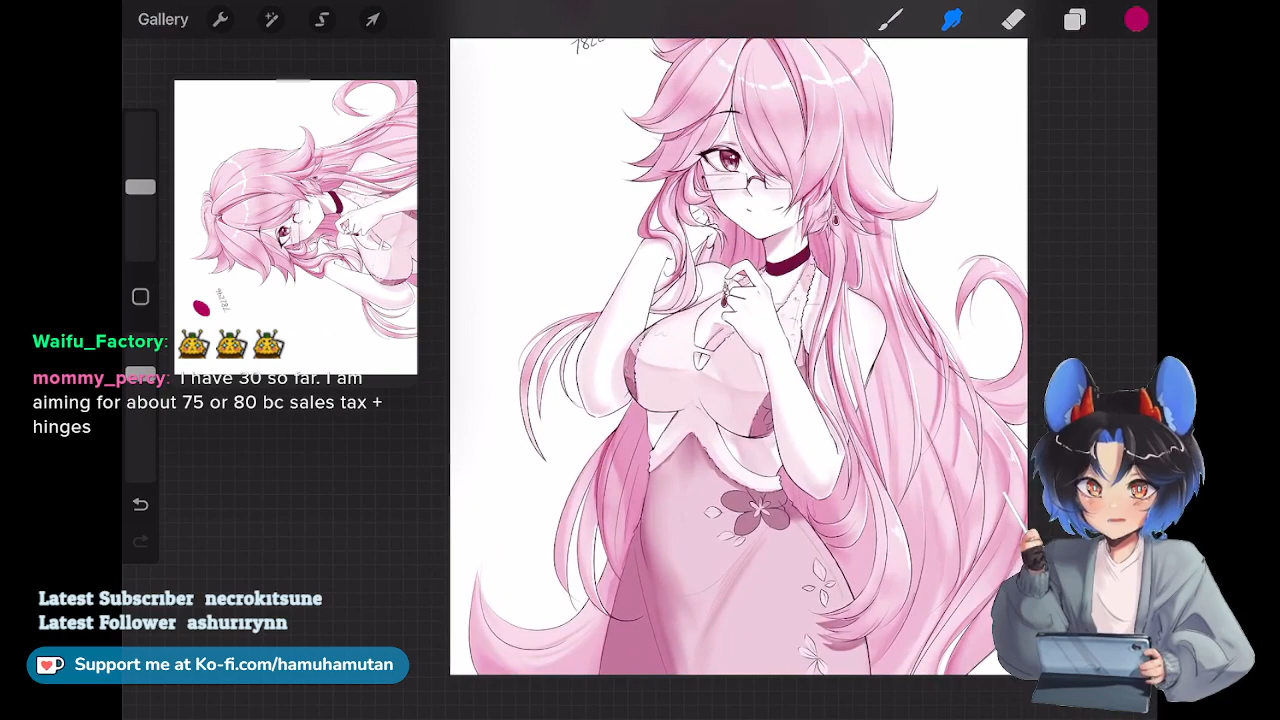 Gallery
Waifu_Factory:
mommy_percy: I have 30 so far. I am
aiming for about 75 or 80 bc sales tax +
hinges
Latest Subscriber necrokitsune
Latest Follower ashurirynn
Support me at Ko-fi.com/hamuhamutan